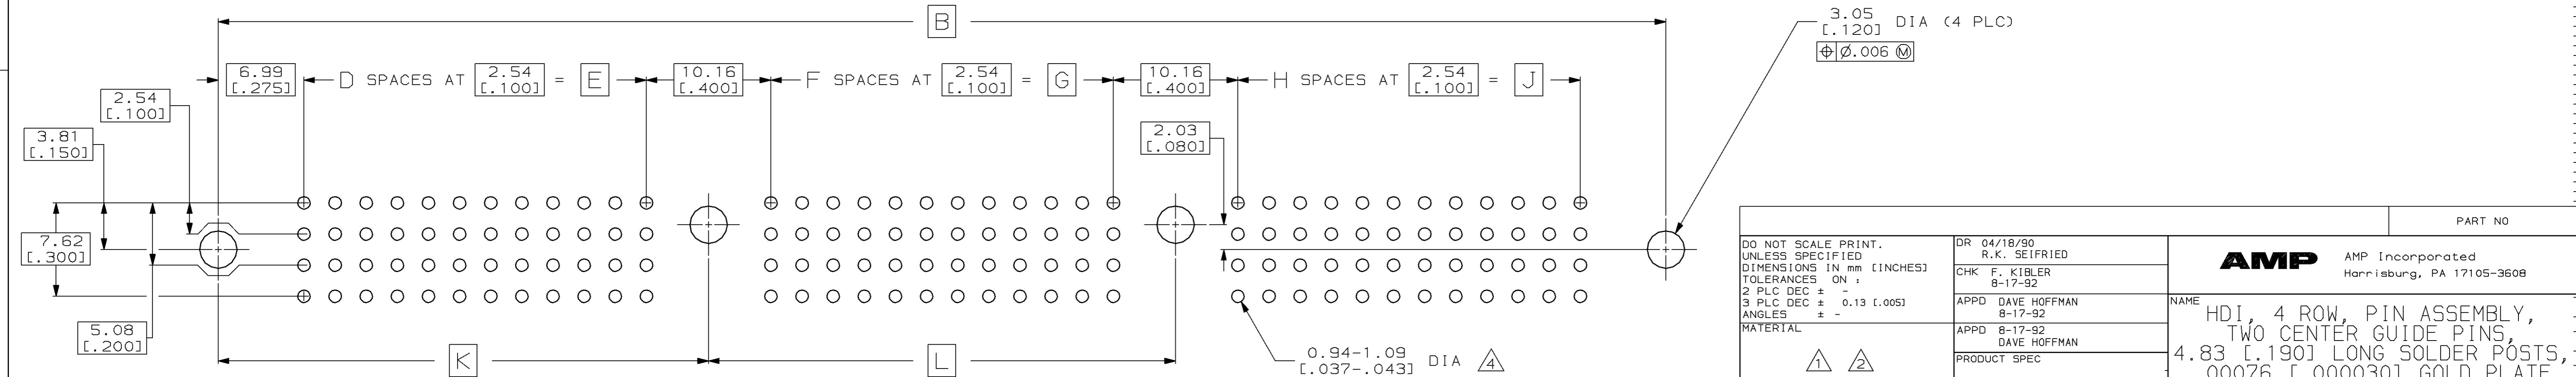 B
3.05
[.120] DIA (4 PLC)
⌖ Ø.006 Ⓜ
6.99
[.275]
D SPACES AT 2.54 [.100] = E
10.16
[.400]
F SPACES AT 2.54 [.100] = G
10.16
[.400]
H SPACES AT 2.54 [.100] = J
2.54
[.100]
3.81
[.150]
2.03
[.080]
7.62
[.300]
5.08
[.200]
K
L
0.94-1.09
[.037-.043] DIA 4
PART NO
DO NOT SCALE PRINT.
UNLESS SPECIFIED
DIMENSIONS IN mm [INCHES]
TOLERANCES ON :
2 PLC DEC ± -
3 PLC DEC ± 0.13 [.005]
ANGLES ± -
MATERIAL
1 2
DR 04/18/90
R.K. SEIFRIED
CHK F. KIBLER
8-17-92
APPD DAVE HOFFMAN
8-17-92
APPD 8-17-92
DAVE HOFFMAN
PRODUCT SPEC
-
AMP AMP Incorporated
Harrisburg, PA 17105-3608
NAME
HDI, 4 ROW, PIN ASSEMBLY,
TWO CENTER GUIDE PINS,
4.83 [.190] LONG SOLDER POSTS,
.00076 [.000030] GOLD PLATE